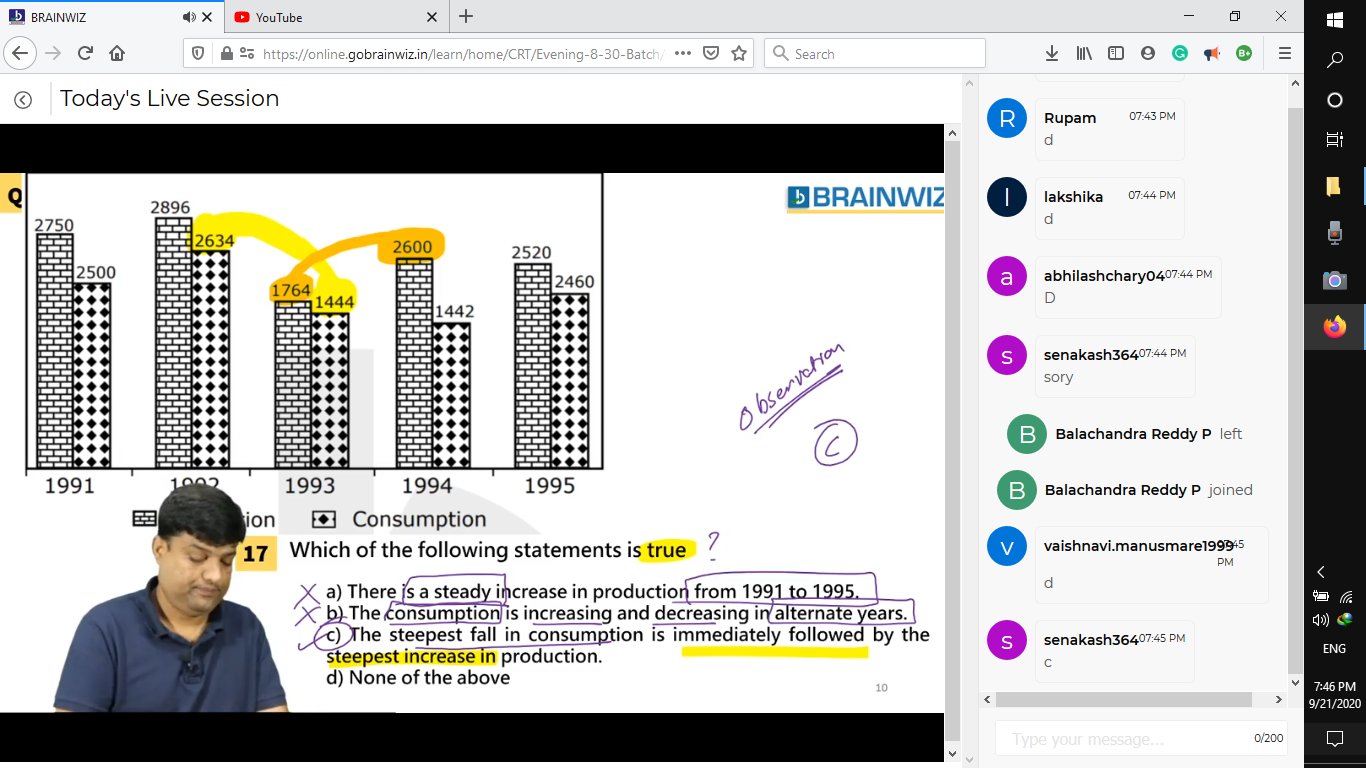 BRAINWIZ
YouTube
https://online.gobrainwiz.in/learn/home/CRT/Evening-8-30-Batch/
Search
Today's Live Session
Q
BRAINWIZ
2750
2500
2896
2634
1764
1444
2600
1442
2520
2460
1991
1992
1993
1994
1995
ion
Consumption
Observation
C
17 Which of the following statements is true ?
a) There is a steady increase in production from 1991 to 1995.
b) The consumption is increasing and decreasing in alternate years.
c) The steepest fall in consumption is immediately followed by the
steepest increase in production.
d) None of the above
10
R
Rupam 07:43 PM
d
l
lakshika 07:44 PM
d
a
abhilashchary04 07:44 PM
D
s
senakash364 07:44 PM
sory
B
Balachandra Reddy P left
B
Balachandra Reddy P joined
v
vaishnavi.manusmare1999 07:45 PM
d
s
senakash364 07:45 PM
c
Type your message...
0/200
ENG
7:46 PM
9/21/2020